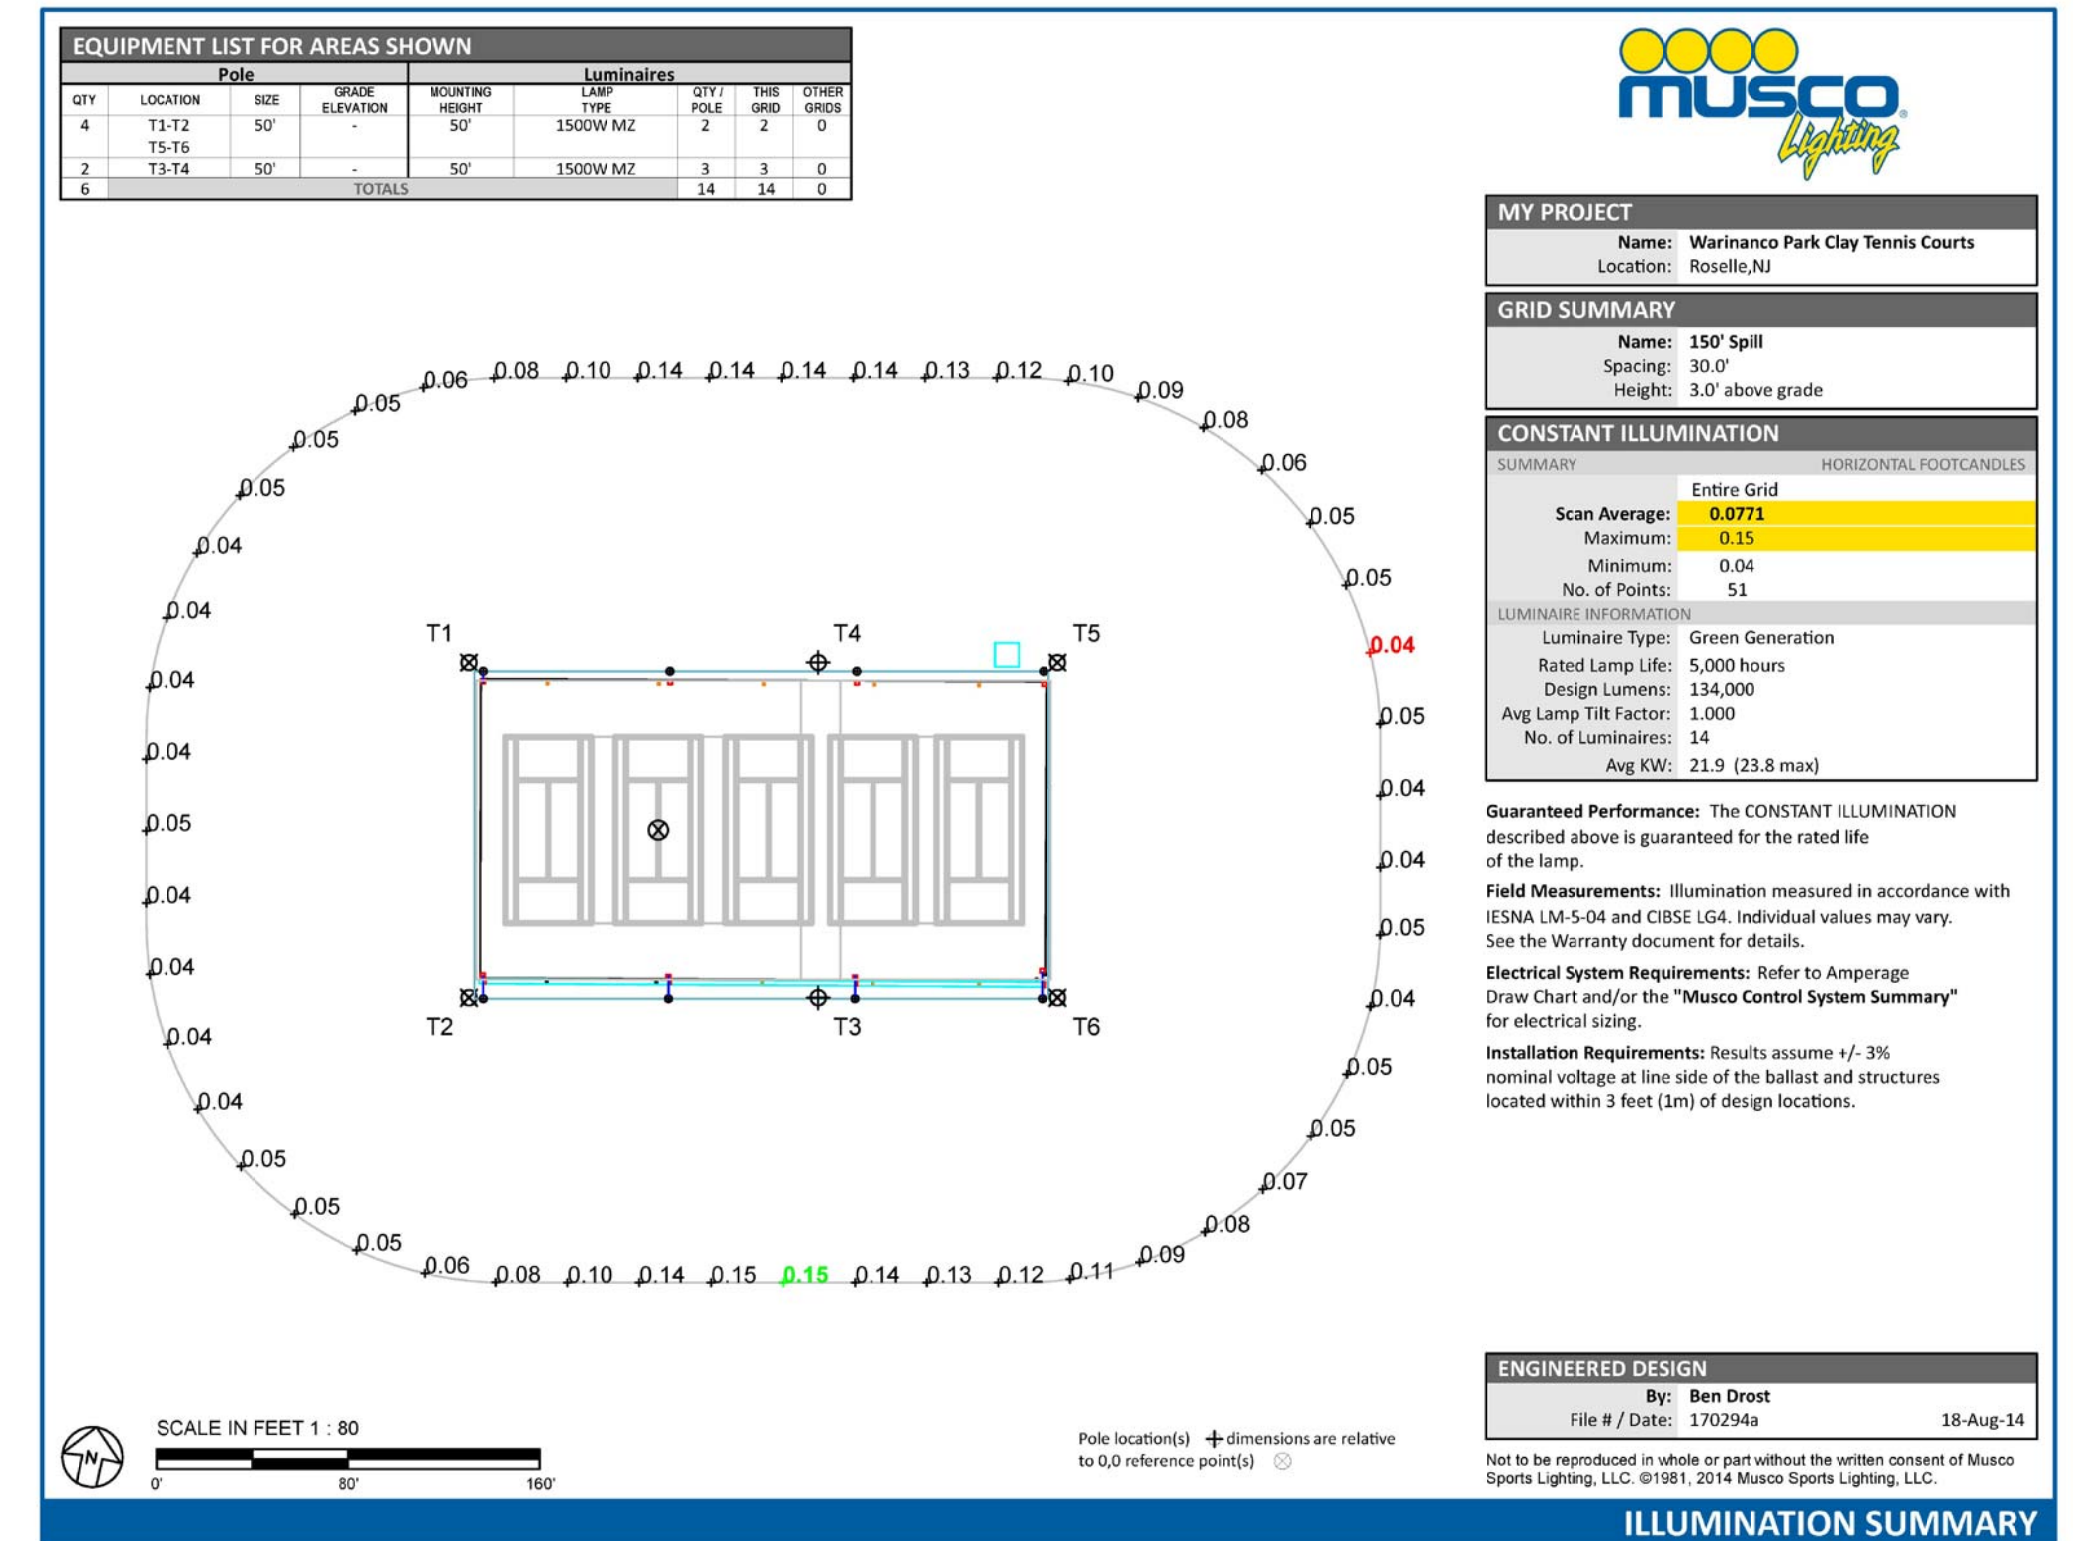 EQUIPMENT LIST FOR AREAS SHOWN
Pole Luminaires
QTY LOCATION SIZE GRADE ELEVATION MOUNTING HEIGHT LAMP TYPE QTY / POLE THIS GRID OTHER GRIDS
4 T1-T2 50' - 50' 1500W MZ 2 2 0
T5-T6
2 T3-T4 50' - 50' 1500W MZ 3 3 0
6 TOTALS 14 14 0
musco®
Lighting
MY PROJECT
Name: Warinanco Park Clay Tennis Courts
Location: Roselle,NJ
GRID SUMMARY
Name: 150' Spill
Spacing: 30.0'
Height: 3.0' above grade
CONSTANT ILLUMINATION
SUMMARY HORIZONTAL FOOTCANDLES
Entire Grid
Scan Average: 0.0771
Maximum: 0.15
Minimum: 0.04
No. of Points: 51
LUMINAIRE INFORMATION
Luminaire Type: Green Generation
Rated Lamp Life: 5,000 hours
Design Lumens: 134,000
Avg Lamp Tilt Factor: 1.000
No. of Luminaires: 14
Avg KW: 21.9 (23.8 max)
Guaranteed Performance: The CONSTANT ILLUMINATION
described above is guaranteed for the rated life
of the lamp.
Field Measurements: Illumination measured in accordance with
IESNA LM-5-04 and CIBSE LG4. Individual values may vary.
See the Warranty document for details.
Electrical System Requirements: Refer to Amperage
Draw Chart and/or the "Musco Control System Summary"
for electrical sizing.
Installation Requirements: Results assume +/- 3%
nominal voltage at line side of the ballast and structures
located within 3 feet (1m) of design locations.
0.06 0.08 0.10 0.14 0.14 0.14 0.14 0.13 0.12 0.10
0.05 0.09
0.05 0.08
0.05 0.06
0.04 0.05
0.04 0.05
T1 T4 T5
0.04 0.04
0.04 0.05
0.05 0.04
0.04 0.04
0.04 0.05
T2 T3 T6
0.04 0.04
0.04 0.05
0.05 0.05
0.05 0.07
0.05 0.08
0.06 0.08 0.10 0.14 0.15 0.15 0.14 0.13 0.12 0.11 0.09
N
SCALE IN FEET 1 : 80
0' 80' 160'
Pole location(s) dimensions are relative
to 0,0 reference point(s)
ENGINEERED DESIGN
By: Ben Drost
File # / Date: 170294a 18-Aug-14
Not to be reproduced in whole or part without the written consent of Musco
Sports Lighting, LLC. ©1981, 2014 Musco Sports Lighting, LLC.
ILLUMINATION SUMMARY